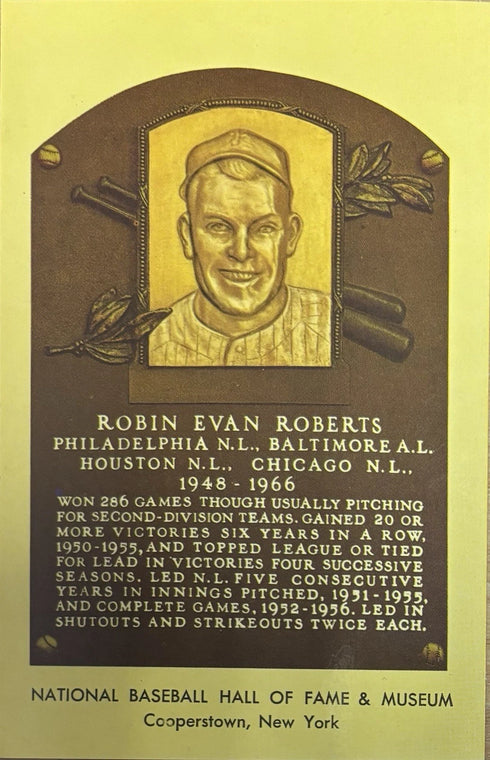 ROBIN EVAN ROBERTS
PHILADELPHIA N.L., BALTIMORE A.L.
HOUSTON N.L., CHICAGO N.L.,
1948 - 1966
WON 286 GAMES THOUGH USUALLY PITCHING
FOR SECOND-DIVISION TEAMS. GAINED 20 OR
MORE VICTORIES SIX YEARS IN A ROW,
1950-1955, AND TOPPED LEAGUE OR TIED
FOR LEAD IN VICTORIES FOUR SUCCESSIVE
SEASONS. LED N.L. FIVE CONSECUTIVE
YEARS IN INNINGS PITCHED, 1951-1955,
AND COMPLETE GAMES, 1952-1956. LED IN
SHUTOUTS AND STRIKEOUTS TWICE EACH.
NATIONAL BASEBALL HALL OF FAME & MUSEUM
Cooperstown, New York